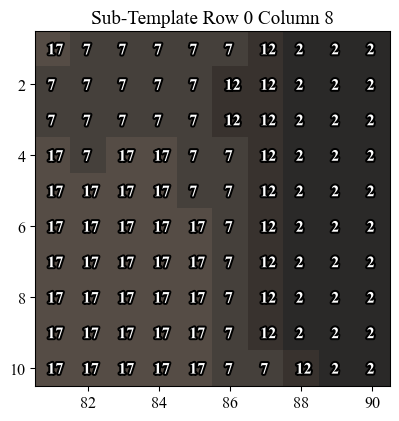 Sub-Template Row 0 Column 8
17 7 7 7 7 7 12 2 2 2
2 7 7 7 7 7 12 12 2 2 2
7 7 7 7 7 12 12 2 2 2
4 17 7 17 17 7 7 12 2 2 2
17 17 17 17 7 7 12 2 2 2
6 17 17 17 17 17 7 12 2 2 2
17 17 17 17 17 7 12 2 2 2
8 17 17 17 17 17 7 12 2 2 2
17 17 17 17 17 7 12 2 2 2
10 17 17 17 17 17 7 7 12 2 2
82 84 86 88 90